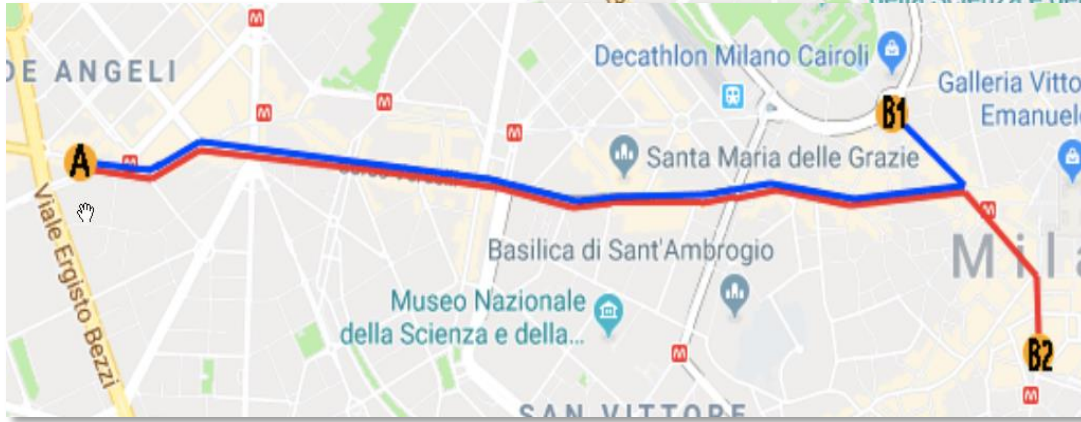 Decathlon Milano Cairoli
DE ANGELI
Galleria Vitto
Emanuele
M
M
M
M
M
A
B1
Santa Maria delle Grazie
Viale Ergisto Bezzi
M
Mil
Basilica di Sant'Ambrogio
Museo Nazionale
della Scienza e della...
M
B2
M
SAN VITTORE